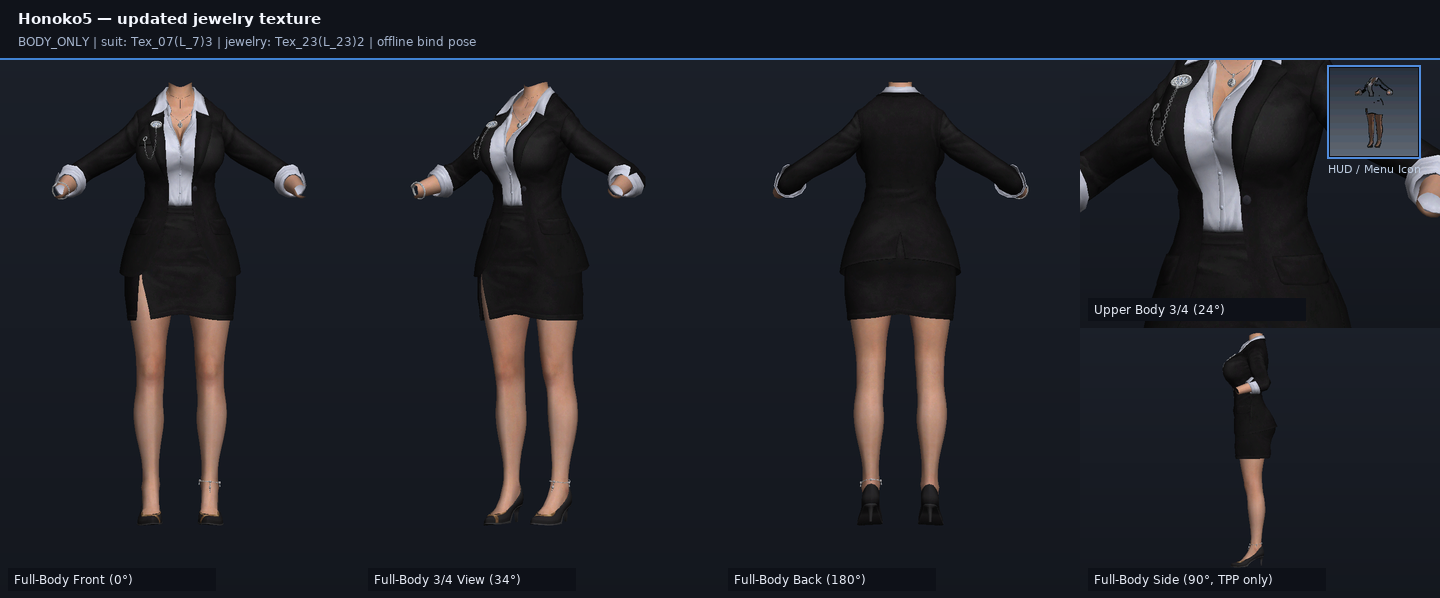 Honoko5 — updated jewelry texture
BODY_ONLY | suit: Tex_07(L_7)3 | jewelry: Tex_23(L_23)2 | offline bind pose
HUD / Menu Icon
Upper Body 3/4 (24°)
Full-Body Front (0°)
Full-Body 3/4 View (34°)
Full-Body Back (180°)
Full-Body Side (90°, TPP only)